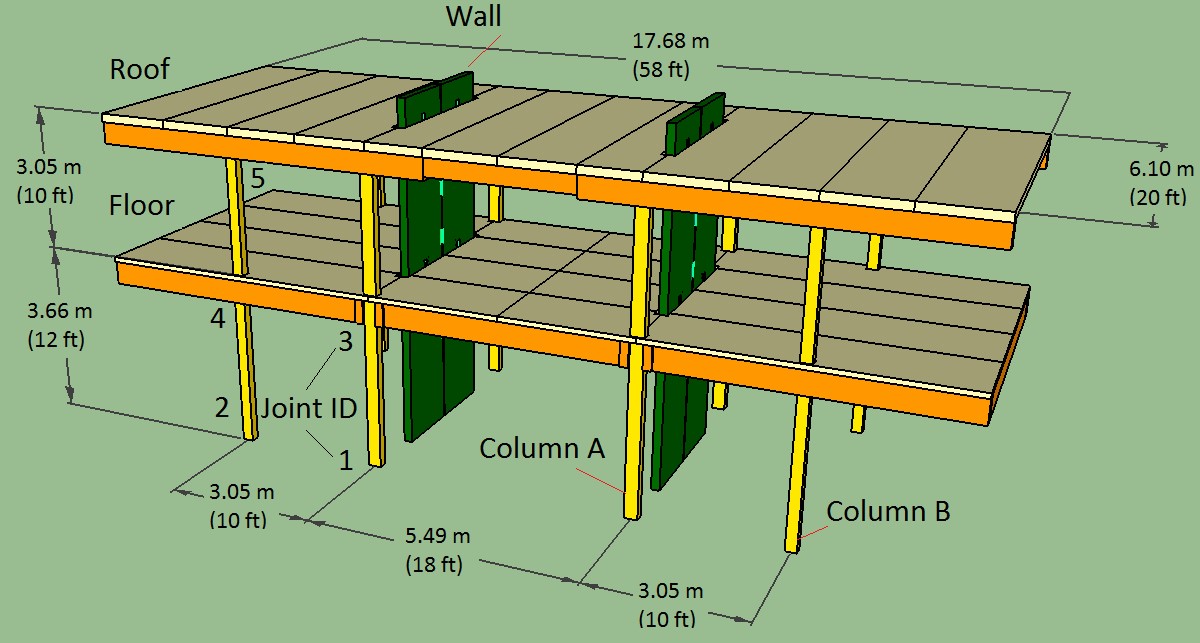 Wall
17.68 m
(58 ft)
Roof
3.05 m
(10 ft)
5
6.10 m
(20 ft)
Floor
3.66 m
(12 ft)
4
3
2
Joint ID
1
Column A
Column B
3.05 m
(10 ft)
5.49 m
(18 ft)
3.05 m
(10 ft)